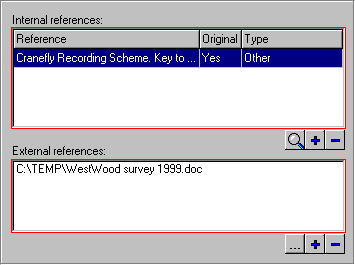 Internal references:
Reference Original Type
Cranefly Recording Scheme. Key to ... Yes Other
External references:
C:\TEMP\WestWood survey 1999.doc
...